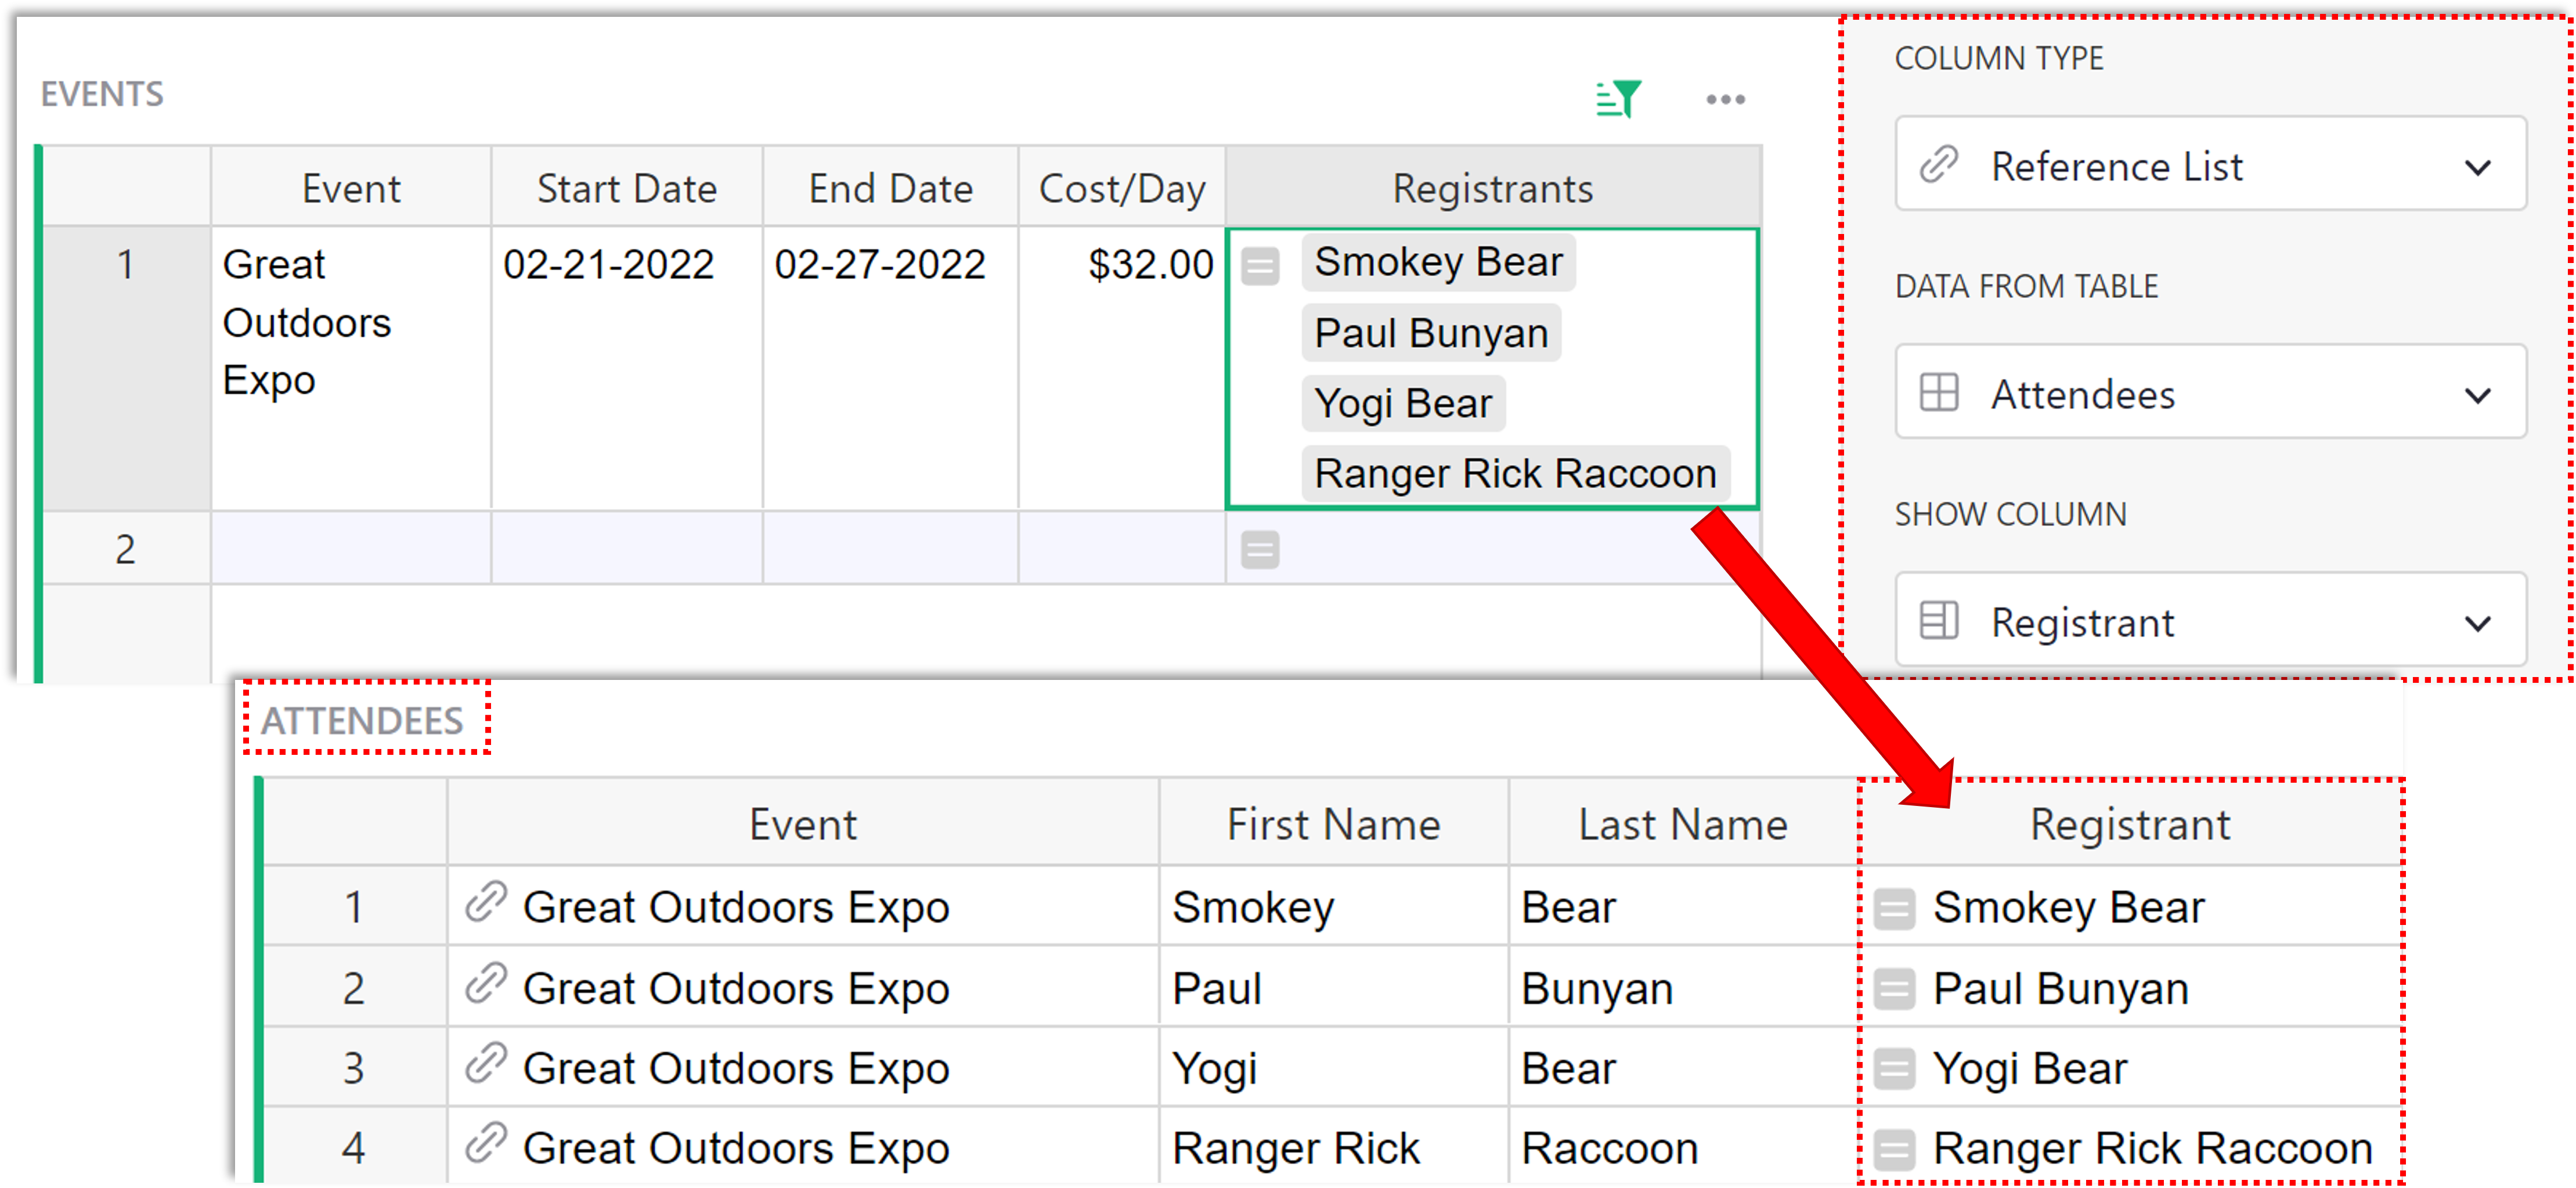 EVENTS
Event Start Date End Date Cost/Day Registrants
1 Great 02-21-2022 02-27-2022 $32.00 Smokey Bear
Outdoors Paul Bunyan
Expo Yogi Bear
Ranger Rick Raccoon
2
COLUMN TYPE
Reference List
DATA FROM TABLE
Attendees
SHOW COLUMN
Registrant
ATTENDEES
Event First Name Last Name Registrant
1 Great Outdoors Expo Smokey Bear Smokey Bear
2 Great Outdoors Expo Paul Bunyan Paul Bunyan
3 Great Outdoors Expo Yogi Bear Yogi Bear
4 Great Outdoors Expo Ranger Rick Raccoon Ranger Rick Raccoon